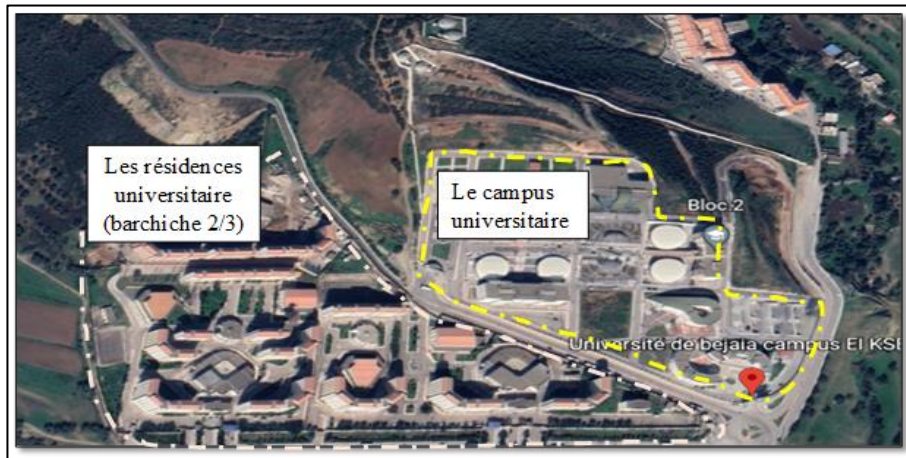 Les résidences
universitaire
(barchiche 2/3)
Le campus
universitaire
Bloc 2
Université de bejaia campus El KSE